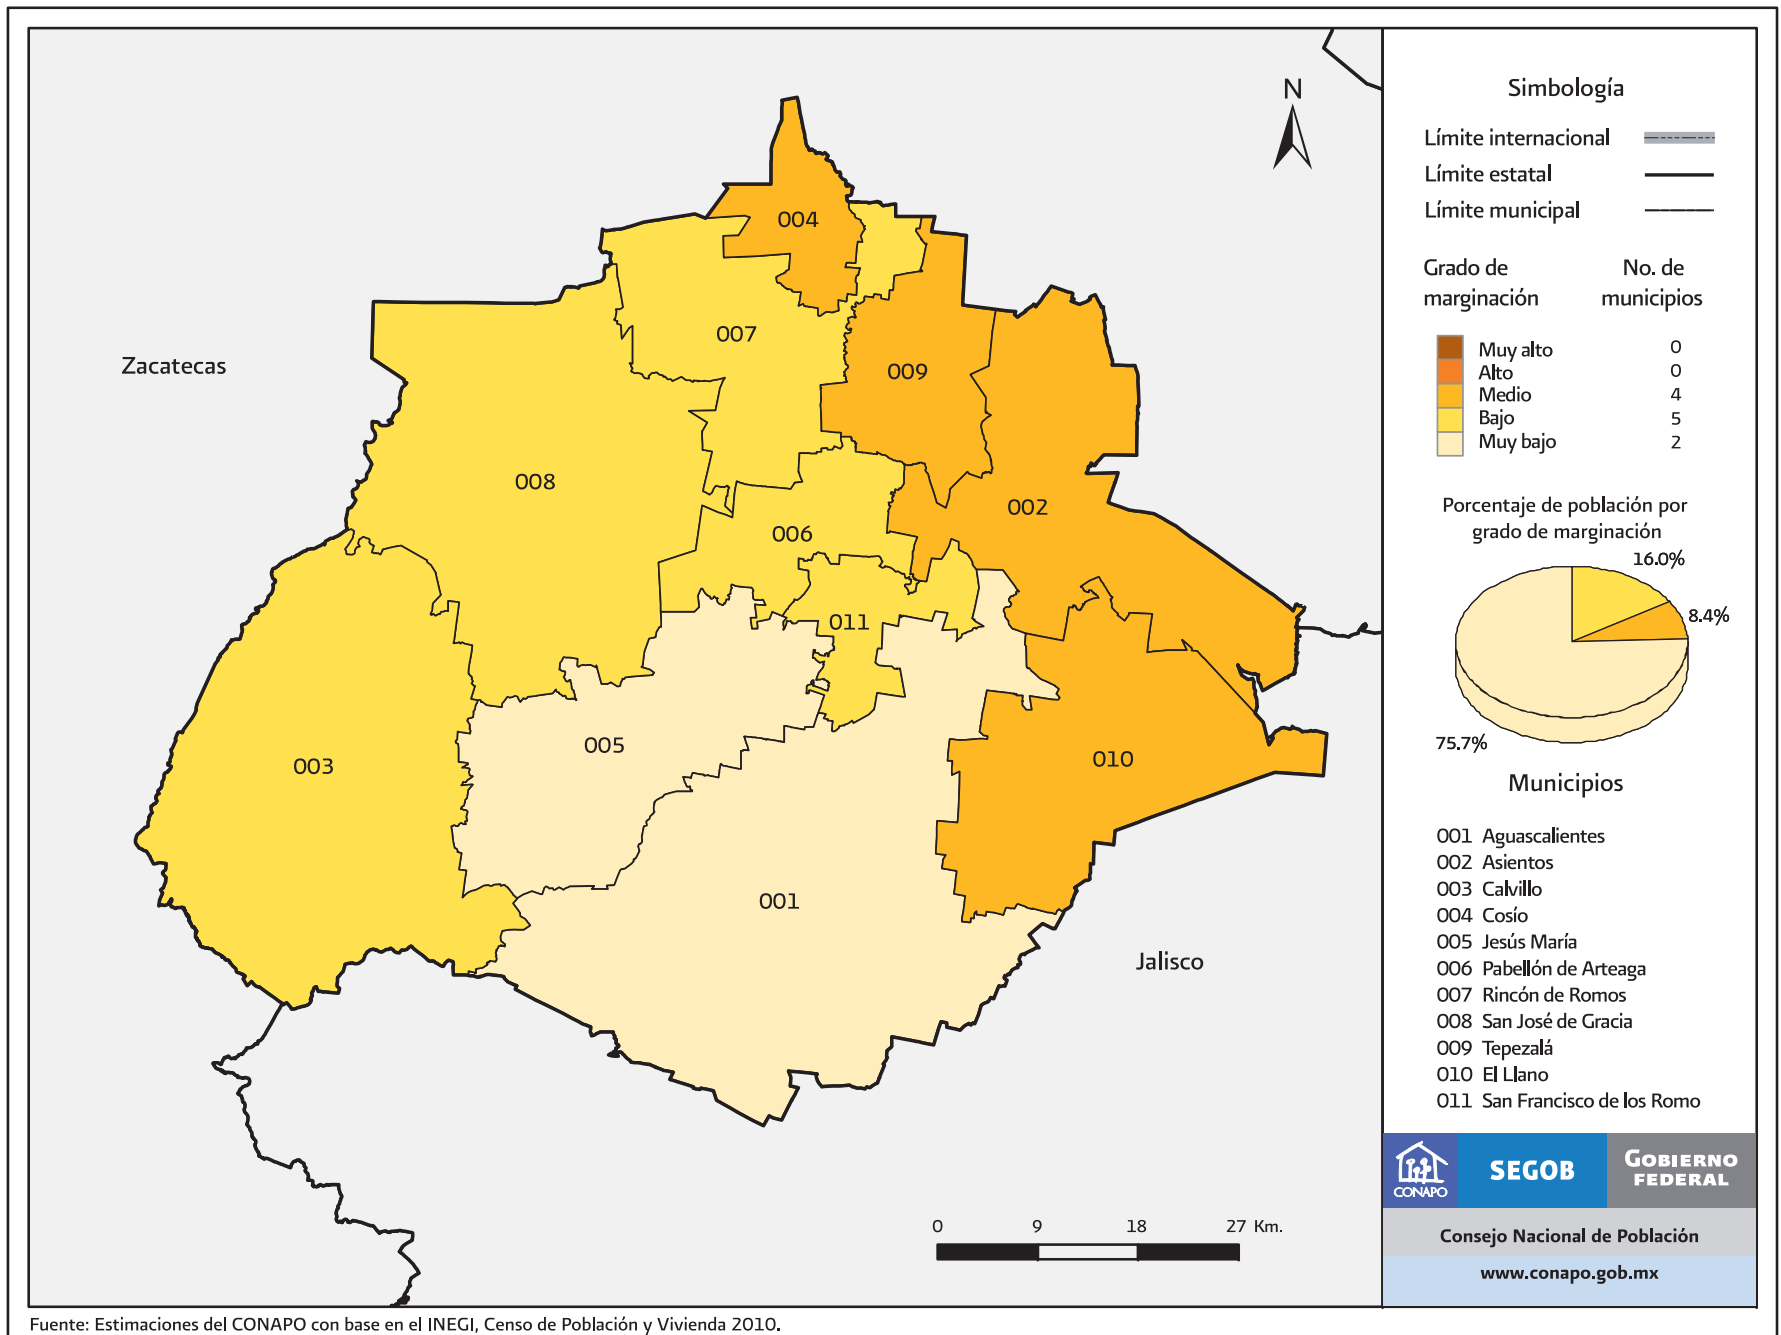 N
Zacatecas
Jalisco
004
007
009
008
002
006
011
005
003
010
001
0 9 18 27 Km.
Simbología
Límite internacional
Límite estatal
Límite municipal
Grado de marginación
No. de municipios
Muy alto 0
Alto 0
Medio 4
Bajo 5
Muy bajo 2
Porcentaje de población por
grado de marginación
16.0%
8.4%
75.7%
Municipios
001 Aguascalientes
002 Asientos
003 Calvillo
004 Cosío
005 Jesús María
006 Pabellón de Arteaga
007 Rincón de Romos
008 San José de Gracia
009 Tepezalá
010 El Llano
011 San Francisco de los Romo
CONAPO
SEGOB
GOBIERNO
FEDERAL
Consejo Nacional de Población
www.conapo.gob.mx
Fuente: Estimaciones del CONAPO con base en el INEGI, Censo de Población y Vivienda 2010.